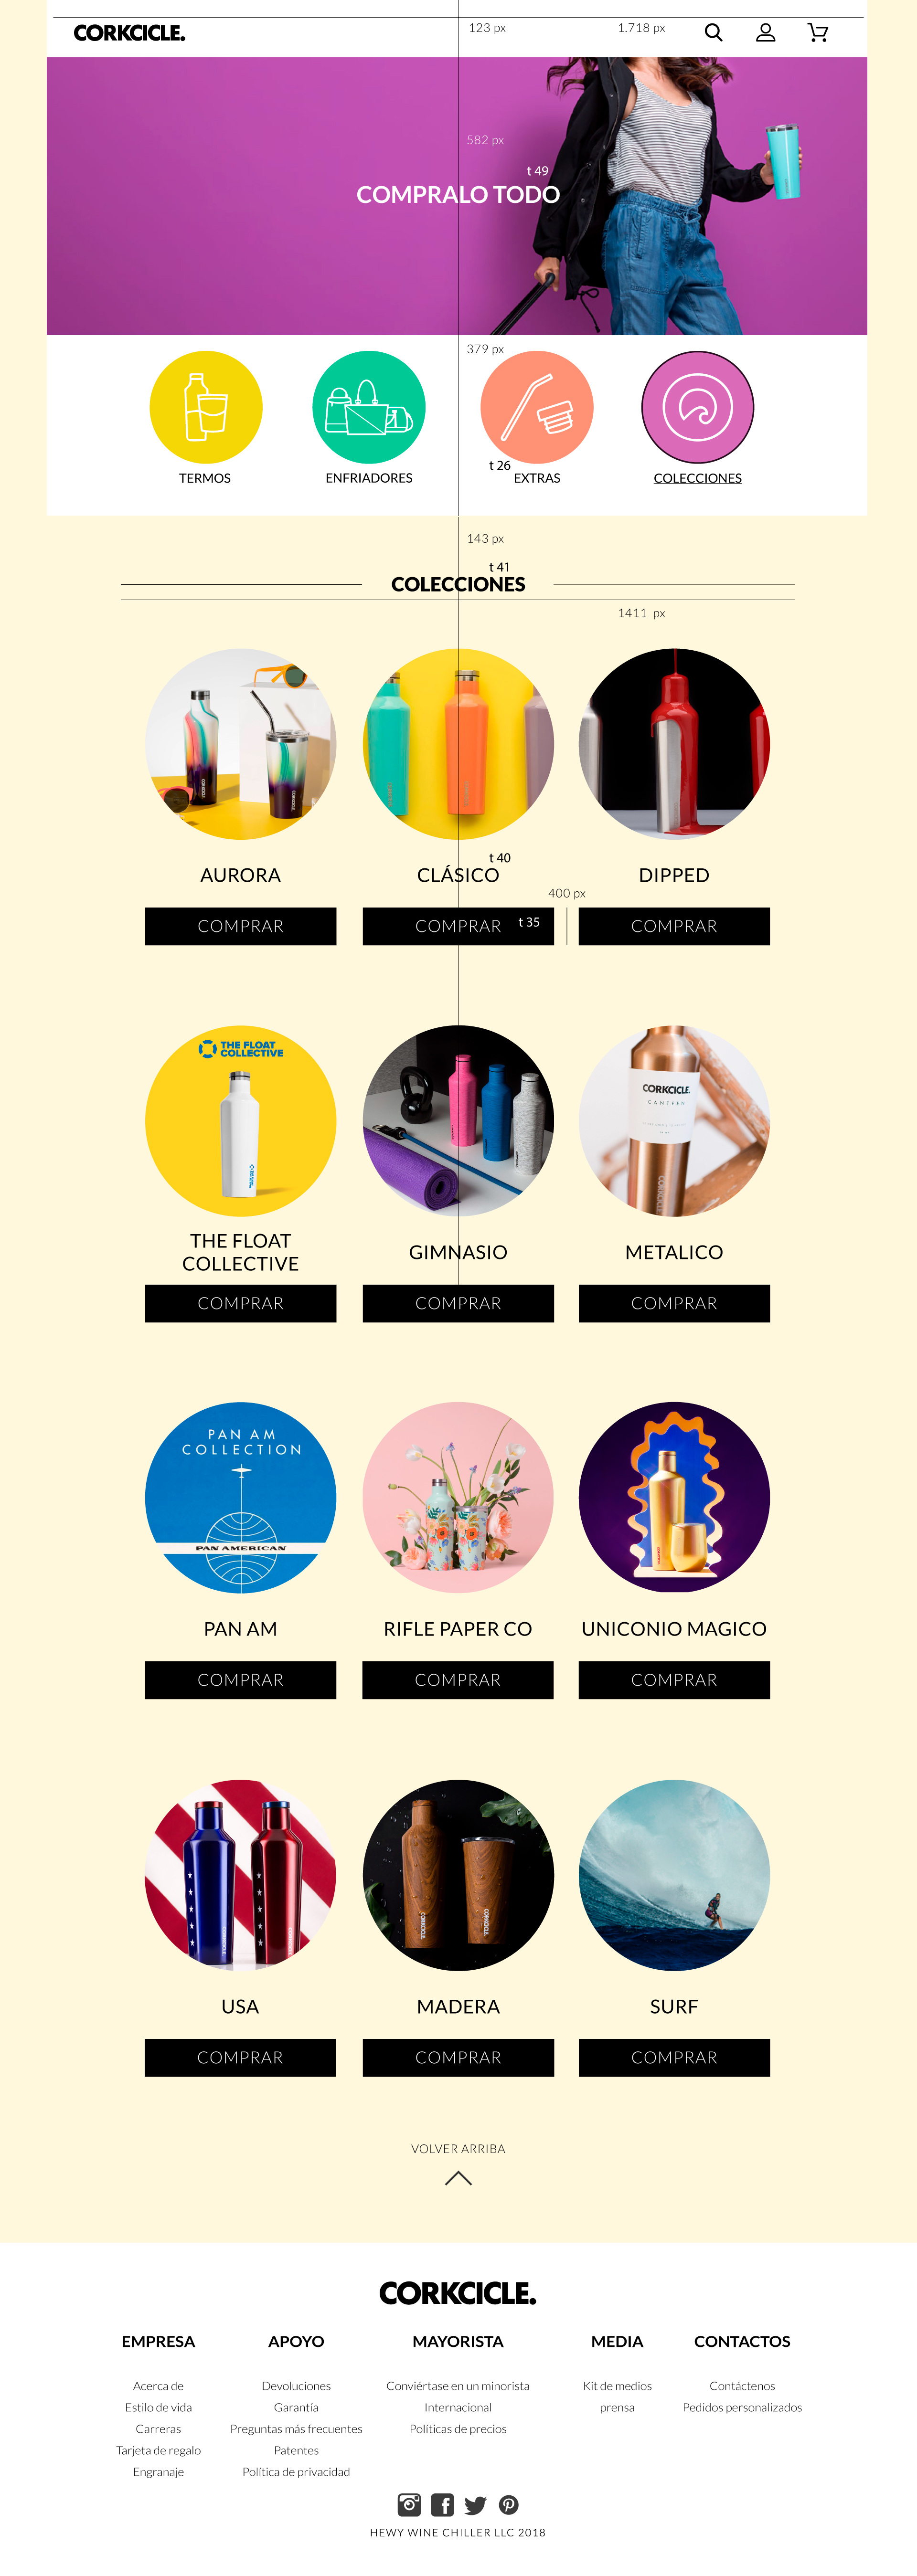 CORKCICLE.
123 px
1.718 px
582 px
t 49
COMPRALO TODO
379 px
t 26
TERMOS
ENFRIADORES
EXTRAS
COLECCIONES
143 px
t 41
COLECCIONES
1411 px
t 40
AURORA
CLÁSICO
DIPPED
400 px
COMPRAR
COMPRAR
t 35
COMPRAR
THE FLOAT
COLLECTIVE
CORKCICLE.
CANTEEN
THE FLOAT
COLLECTIVE
GIMNASIO
METALICO
COMPRAR
COMPRAR
COMPRAR
PAN AM
COLLECTION
PAN AMERICAN
PAN AM
RIFLE PAPER CO
UNICONIO MAGICO
COMPRAR
COMPRAR
COMPRAR
CORKCICLE
CORKCICLE
USA
MADERA
SURF
COMPRAR
COMPRAR
COMPRAR
VOLVER ARRIBA
CORKCICLE.
EMPRESA
APOYO
MAYORISTA
MEDIA
CONTACTOS
Acerca de
Devoluciones
Conviértase en un minorista
Kit de medios
Contáctenos
Estilo de vida
Garantía
Internacional
prensa
Pedidos personalizados
Carreras
Preguntas más frecuentes
Políticas de precios
Tarjeta de regalo
Patentes
Engranaje
Política de privacidad
HEWY WINE CHILLER LLC 2018